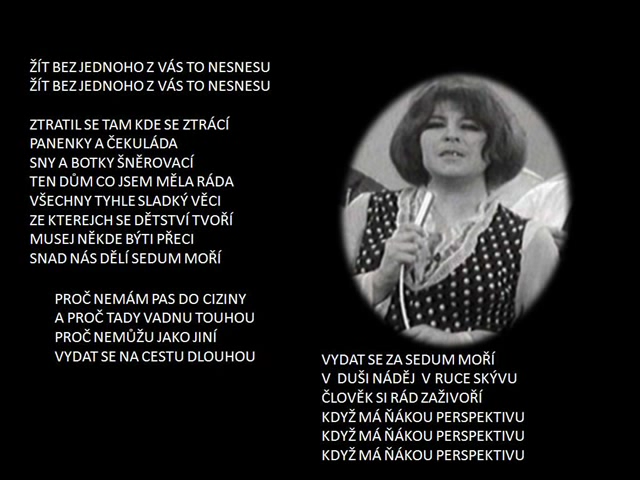 ŽÍT BEZ JEDNOHO Z VÁS TO NESNESU
ŽÍT BEZ JEDNOHO Z VÁS TO NESNESU
ZTRATIL SE TAM KDE SE ZTRÁCÍ
PANENKY A ČEKULÁDA
SNY A BOTKY ŠNĚROVACÍ
TEN DŮM CO JSEM MĚLA RÁDA
VŠECHNY TYHLE SLADKÝ VĚCI
ZE KTEREJCH SE DĚTSTVÍ TVOŘÍ
MUSEJ NĚKDE BÝTI PŘECI
SNAD NÁS DĚLÍ SEDUM MOŘÍ
PROČ NEMÁM PAS DO CIZINY
A PROČ TADY VADNU TOUHOU
PROČ NEMŮŽU JAKO JINÍ
VYDAT SE NA CESTU DLOUHOU
VYDAT SE ZA SEDUM MOŘÍ
V DUŠI NÁDĚJ V RUCE SKÝVU
ČLOVĚK SI RÁD ZAŽIVOŘÍ
KDYŽ MÁ ŇÁKOU PERSPEKTIVU
KDYŽ MÁ ŇÁKOU PERSPEKTIVU
KDYŽ MÁ ŇÁKOU PERSPEKTIVU